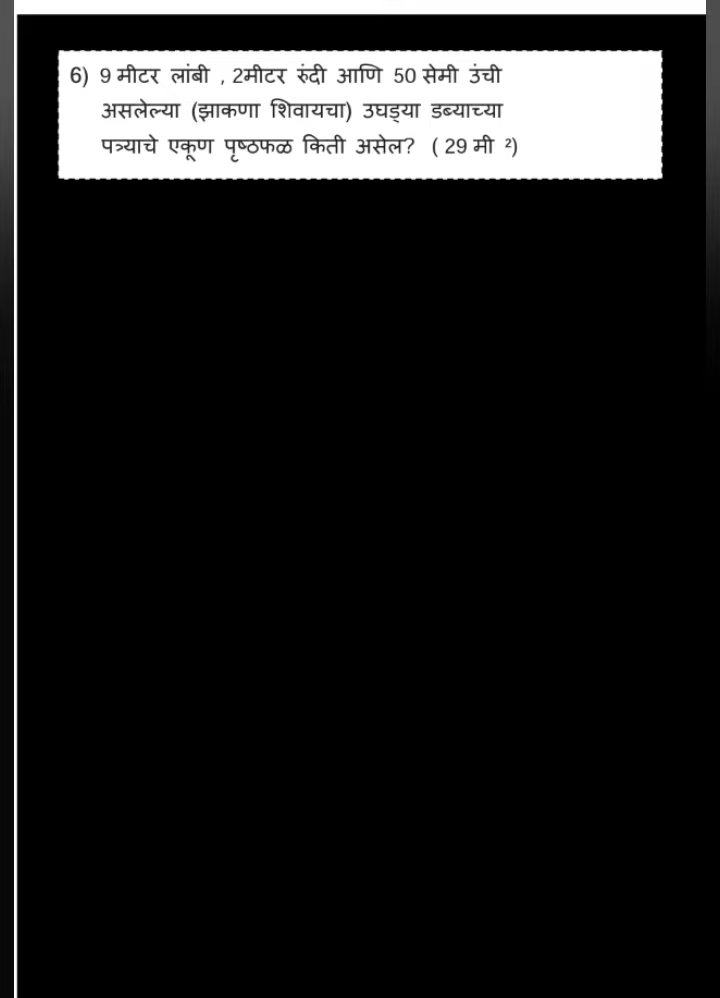 6) 9 मीटर लांबी , 2मीटर रुंदी आणि 50 सेमी उंची
असलेल्या (झाकणा शिवायचा) उघड्या डब्याच्या
पत्र्याचे एकूण पृष्ठफळ किती असेल? ( 29 मी ²)